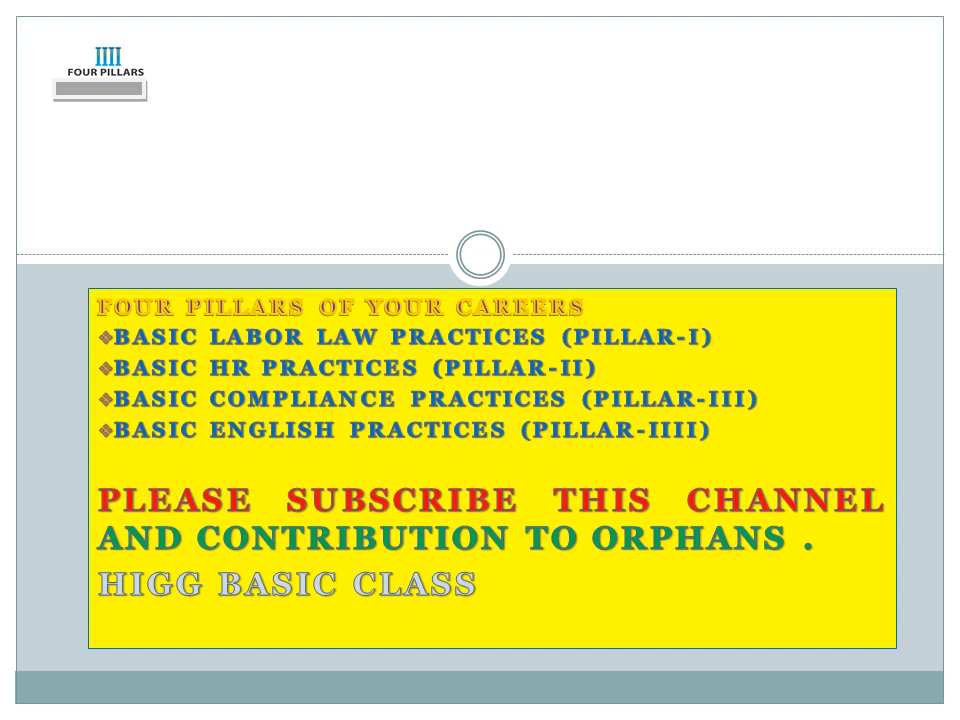 IIII
FOUR PILLARS
FOUR PILLARS OF YOUR CAREERS
❖BASIC LABOR LAW PRACTICES (PILLAR-I)
❖BASIC HR PRACTICES (PILLAR-II)
❖BASIC COMPLIANCE PRACTICES (PILLAR-III)
❖BASIC ENGLISH PRACTICES (PILLAR-IIII)
PLEASE SUBSCRIBE THIS CHANNEL
AND CONTRIBUTION TO ORPHANS .
HIGG BASIC CLASS